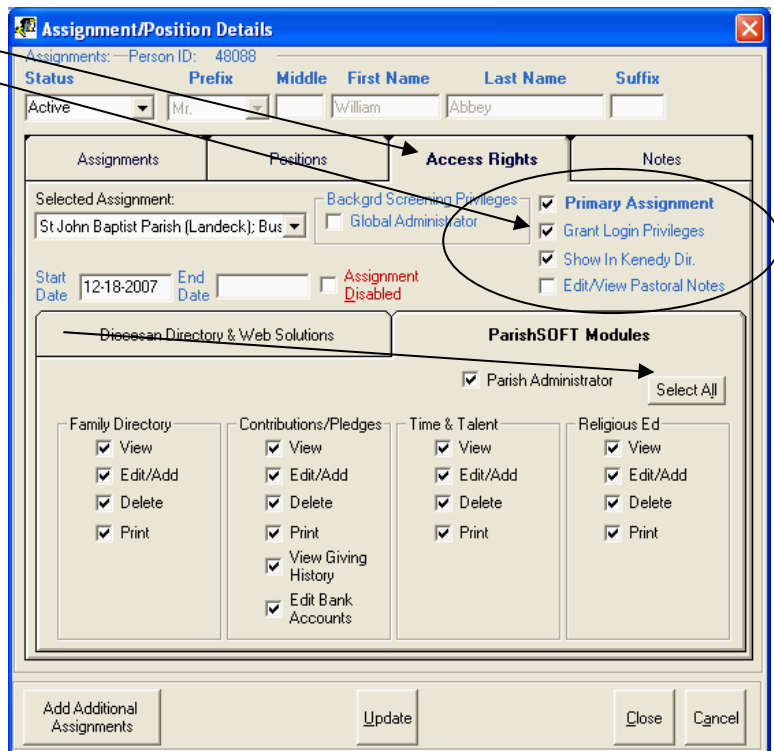 Assignment/Position Details
Assignments: Person ID: 48088
Status Prefix Middle First Name Last Name Suffix
Active Mr. William Abbey
Assignments Positions Access Rights Notes
Selected Assignment:
St John Baptist Parish (Landeck); Bus
Backgrd Screening Privileges
Global Administrator
Primary Assignment
Grant Login Privileges
Show In Kenedy Dir.
Edit/View Pastoral Notes
Start Date 12-18-2007 End Date
Assignment Disabled
Diocesan Directory & Web Solutions ParishSOFT Modules
Parish Administrator Select All
Family Directory
View
Edit/Add
Delete
Print
Contributions/Pledges
View
Edit/Add
Delete
Print
View Giving
History
Edit Bank
Accounts
Time & Talent
View
Edit/Add
Delete
Print
Religious Ed
View
Edit/Add
Delete
Print
Add Additional
Assignments
Update
Close
Cancel